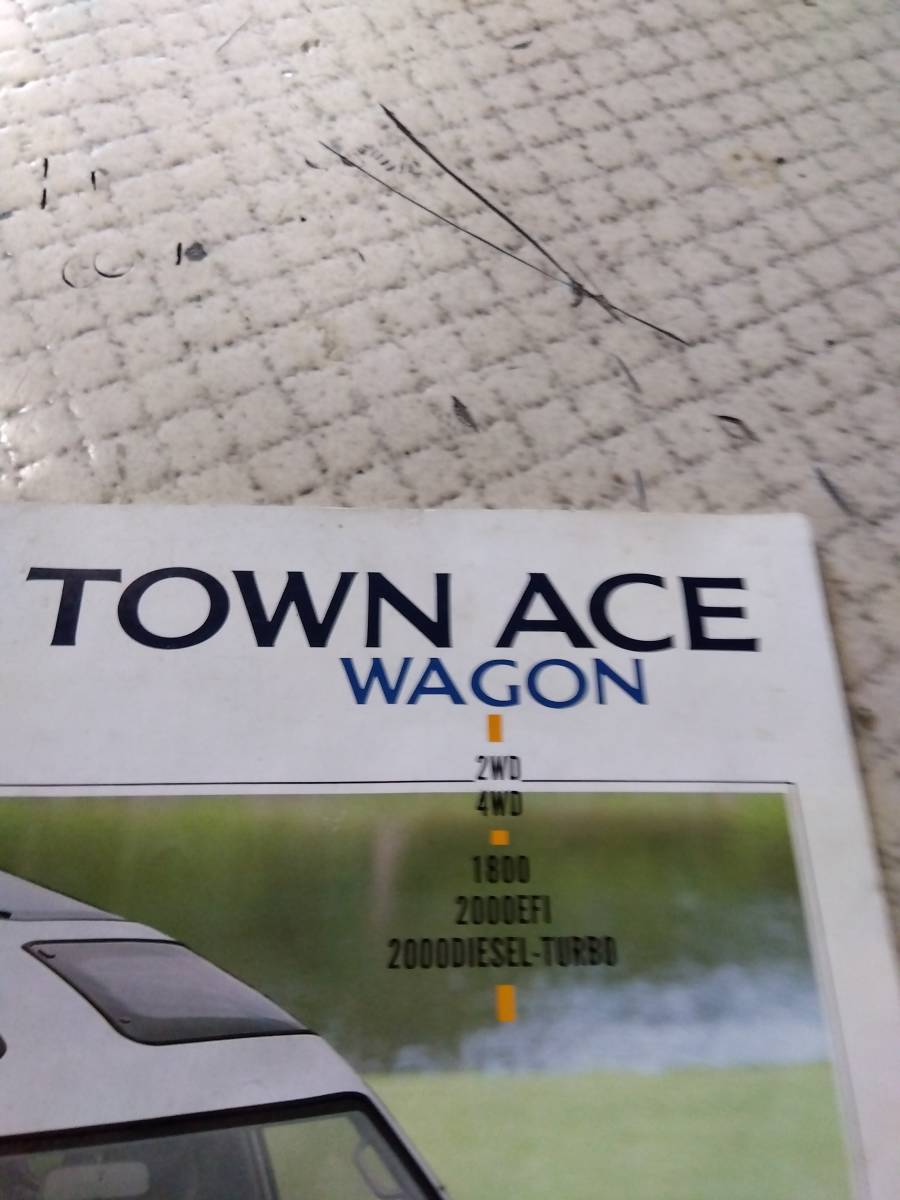 TOWN ACE
WAGON
2WD
4WD
1800
2000EFI
2000DIESEL-TURBO